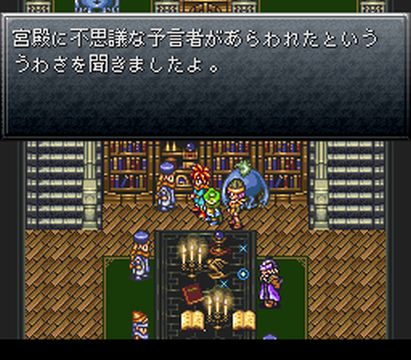 宮殿に不思議な予言者があらわれたという
うわさを聞きましたよ。